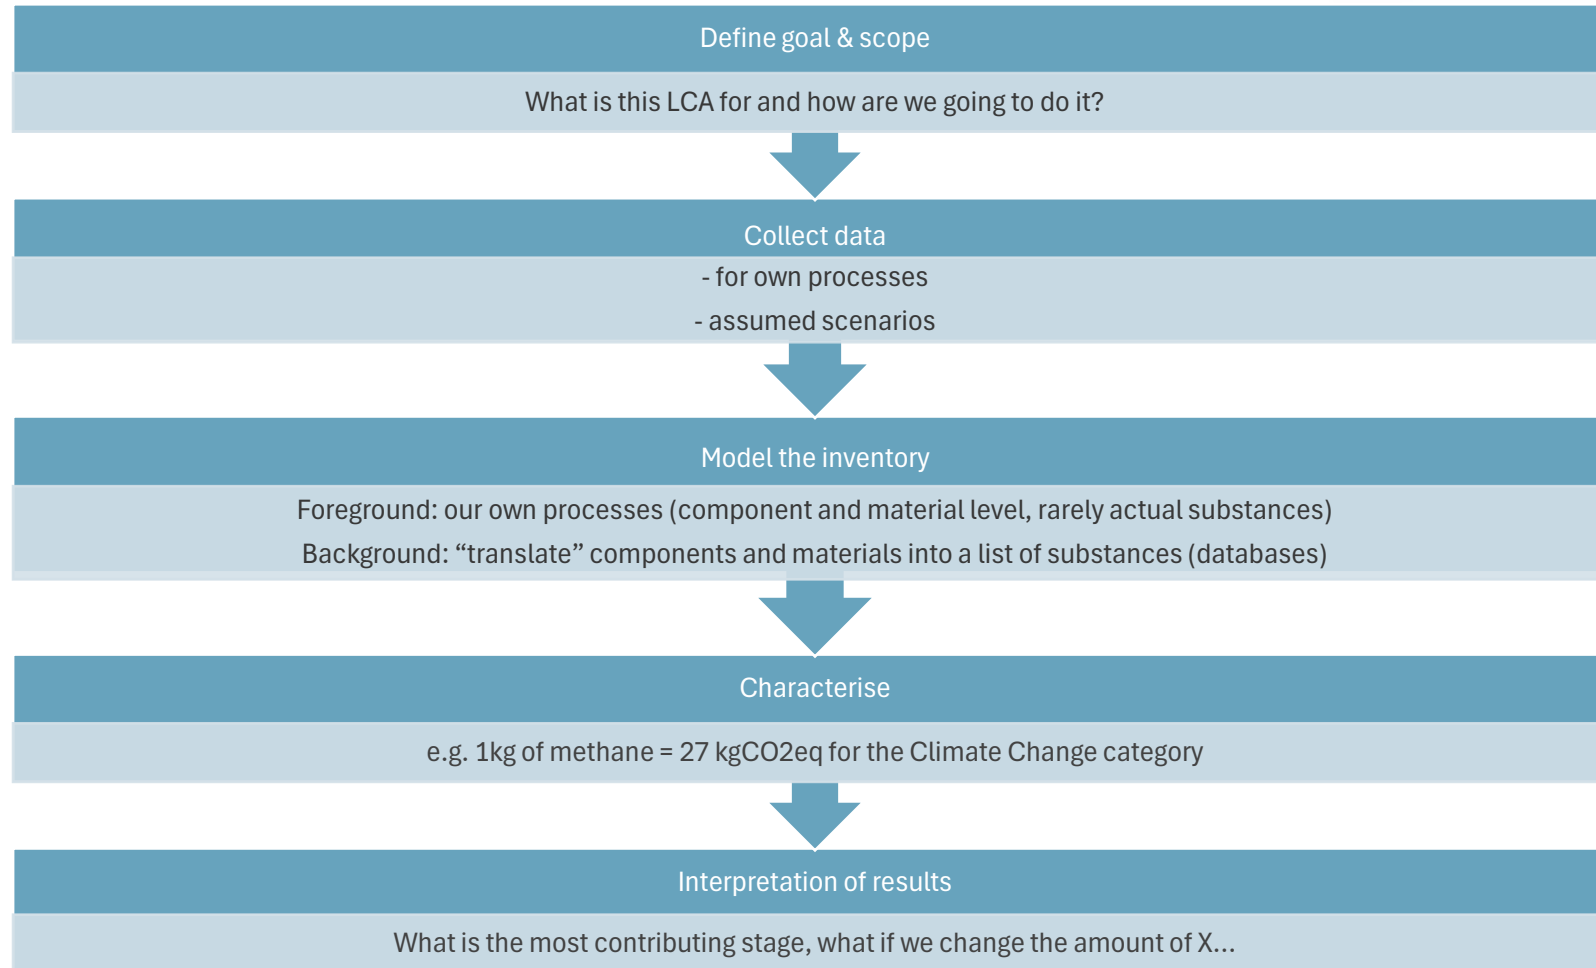 Define goal & scope
What is this LCA for and how are we going to do it?
Collect data
- for own processes
- assumed scenarios
Model the inventory
Foreground: our own processes (component and material level, rarely actual substances)
Background: “translate” components and materials into a list of substances (databases)
Characterise
e.g. 1kg of methane = 27 kgCO2eq for the Climate Change category
Interpretation of results
What is the most contributing stage, what if we change the amount of X...